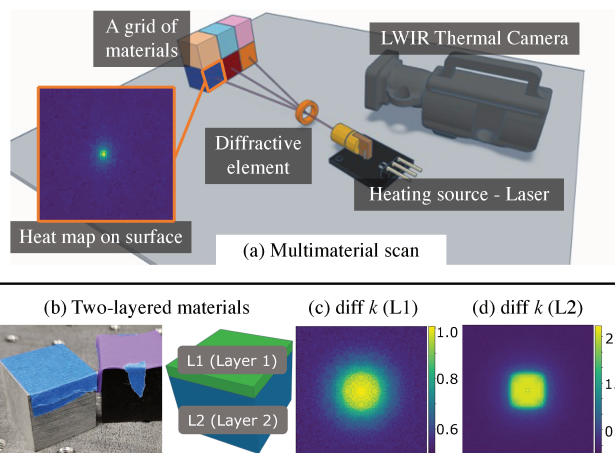 A grid of
materials
LWIR Thermal Camera
Diffractive
element
Heating source - Laser
Heat map on surface
(a) Multimaterial scan
(b) Two-layered materials
(c) diff k (L1)
(d) diff k (L2)
L1 (Layer 1)
L2 (Layer 2)
1.0
0.8
0.6
2
1